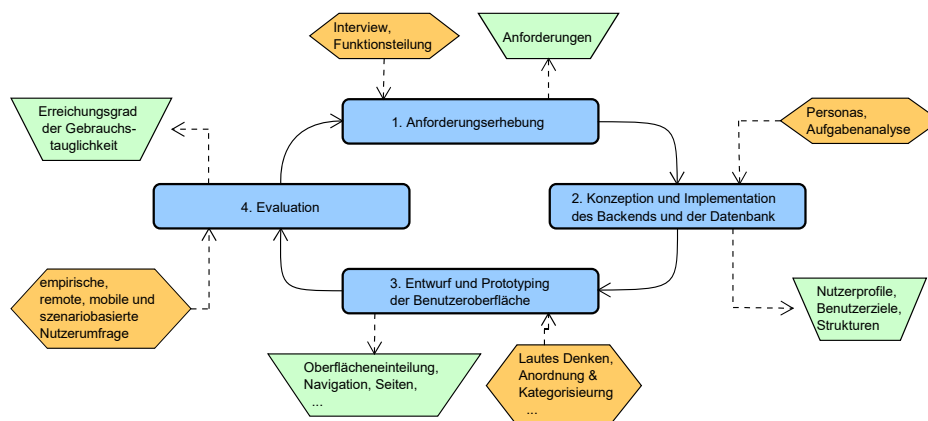 Interview,
Funktionsteilung
Anforderungen
Erreichungsgrad
der Gebrauchs-
tauglichkeit
1. Anforderungserhebung
Personas,
Aufgabenanalyse
4. Evaluation
2. Konzeption und Implementation
des Backends und der Datenbank
empirische,
remote, mobile und
szenariobasierte
Nutzerumfrage
3. Entwurf und Prototyping
der Benutzeroberfläche
Nutzerprofile,
Benutzerziele,
Strukturen
Oberflächeneinteilung,
Navigation, Seiten,
...
Lautes Denken,
Anordnung &
Kategorisieurng
...